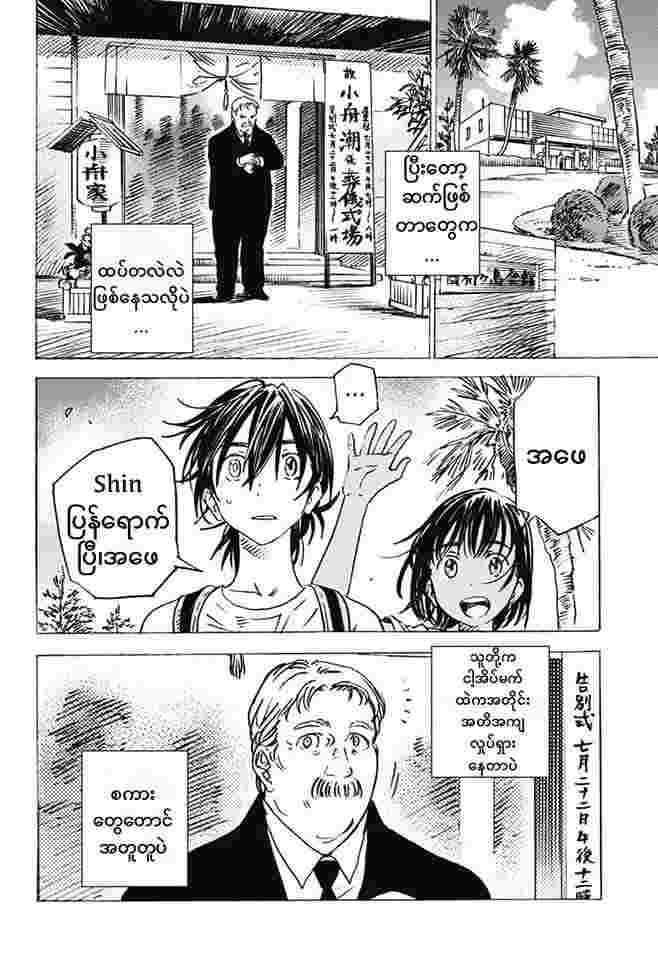 ပြီးတော့
ဆက်ဖြစ်
တာတွေက
...
故 小舟潮 儀 葬儀式場
小舟家
ထပ်တလဲလဲ
ဖြစ်နေသလိုပဲ
...
အဖေ
...
Shin
ပြန်ရောက်
ပြီ၊အဖေ
သူတို့က
ငါ့အိပ်မက်
ထဲကအတိုင်း
အတိအကျ
လှုပ်ရှား
နေတာပဲ
告別式 七月二十二日 午後十二時
စကား
တွေတောင်
အတူတူပဲ